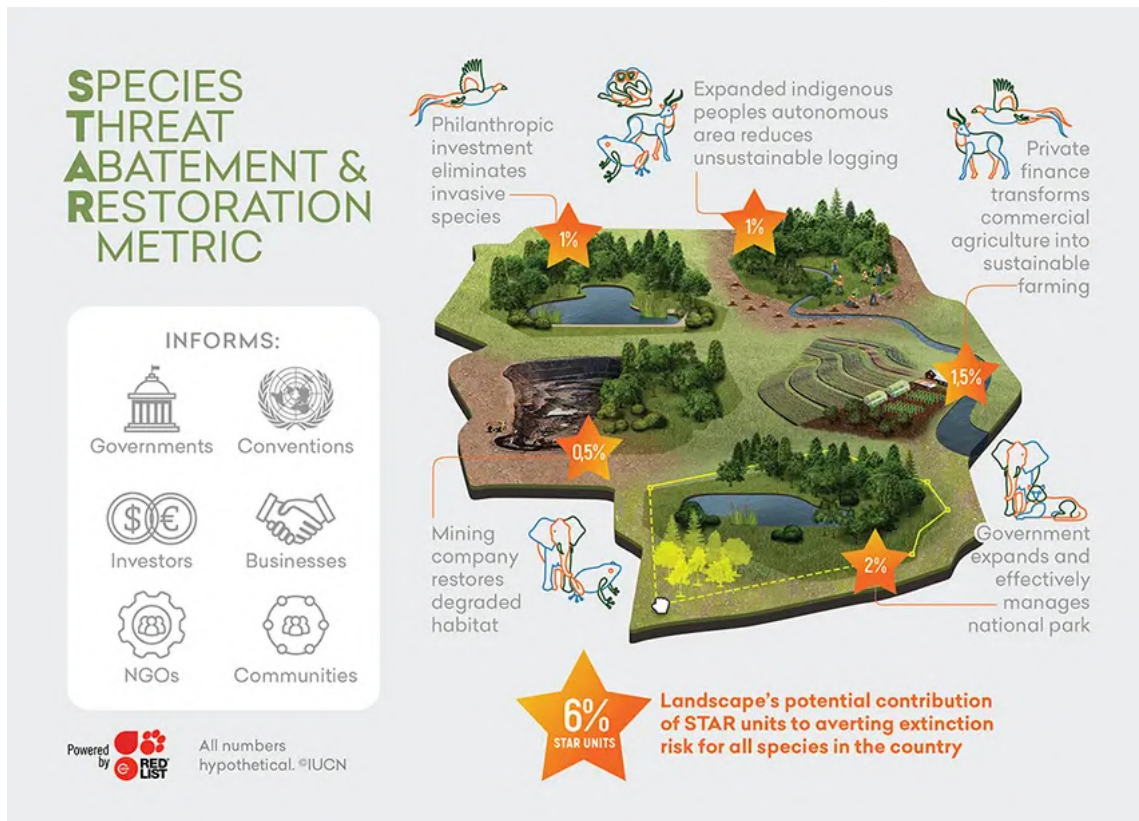 SPECIES
THREAT
ABATEMENT &
RESTORATION
METRIC
INFORMS:
Governments
Conventions
Investors
Businesses
NGOs
Communities
Powered
by
RED
LIST
All numbers
hypothetical. ©IUCN
Philanthropic
investment
eliminates
invasive
species
1%
Expanded indigenous
peoples autonomous
area reduces
unsustainable logging
1%
Private
finance
transforms
commercial
agriculture into
sustainable
farming
1,5%
Mining
company
restores
degraded
habitat
0,5%
Government
expands and
effectively
manages
national park
2%
6%
STAR UNITS
Landscape's potential contribution
of STAR units to averting extinction
risk for all species in the country